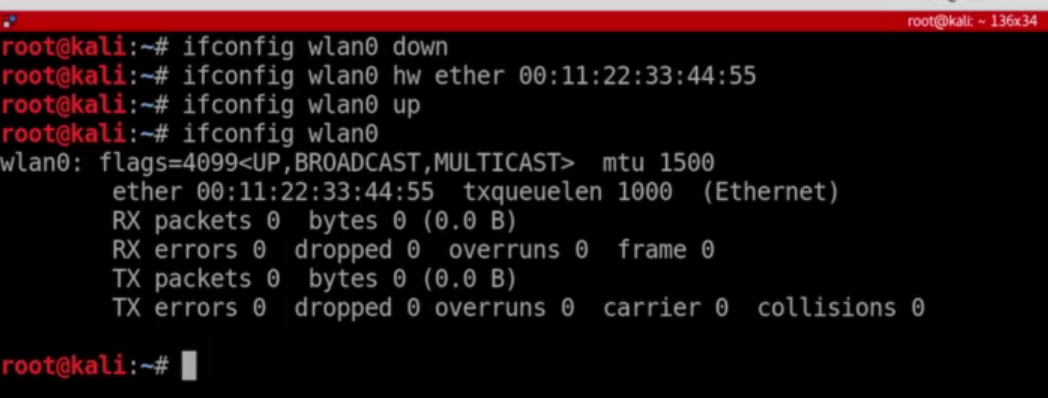 root@kali: ~ 136x34
root@kali:~# ifconfig wlan0 down
root@kali:~# ifconfig wlan0 hw ether 00:11:22:33:44:55
root@kali:~# ifconfig wlan0 up
root@kali:~# ifconfig wlan0
wlan0: flags=4099<UP,BROADCAST,MULTICAST>  mtu 1500
        ether 00:11:22:33:44:55  txqueuelen 1000  (Ethernet)
        RX packets 0  bytes 0 (0.0 B)
        RX errors 0  dropped 0  overruns 0  frame 0
        TX packets 0  bytes 0 (0.0 B)
        TX errors 0  dropped 0 overruns 0  carrier 0  collisions 0
root@kali:~#